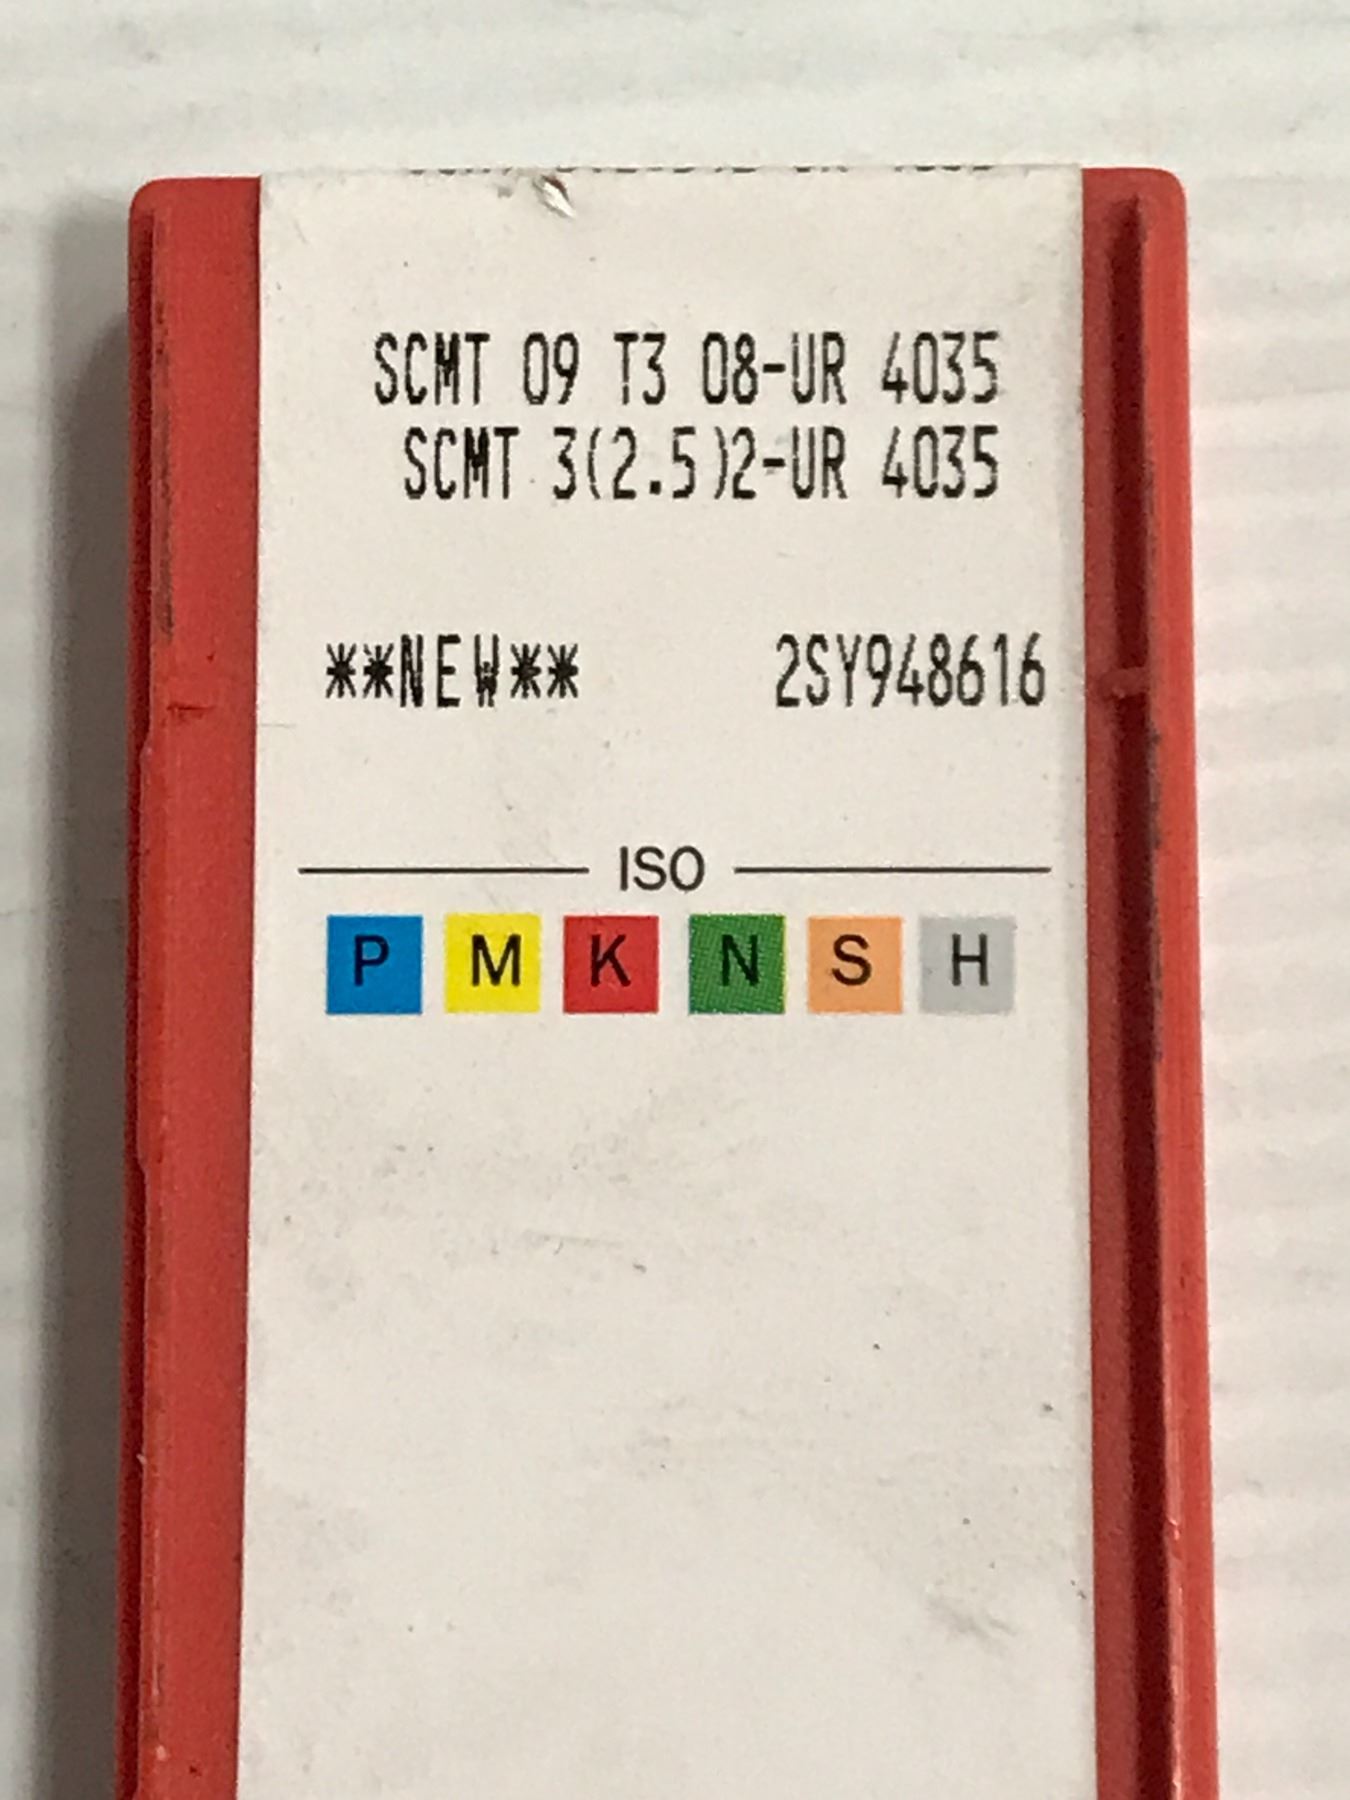 SCMT 09 T3 08-UR 4035
SCMT 3(2.5)2-UR 4035
**NEW** 2SY948616
ISO
P M K N S H